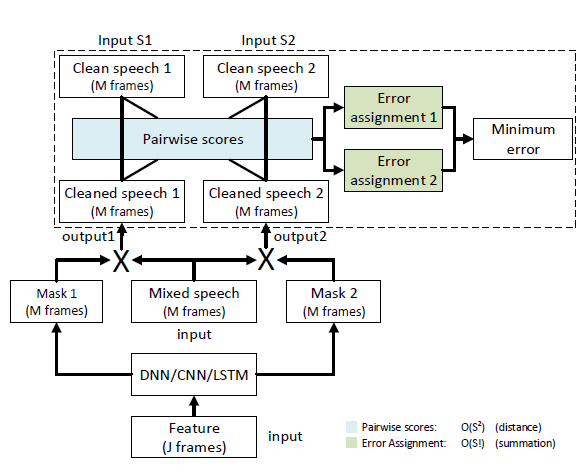 Input S1
Input S2
Clean speech 1
(M frames)
Clean speech 2
(M frames)
Pairwise scores
Error
assignment 1
Error
assignment 2
Minimum
error
Cleaned speech 1
(M frames)
Cleaned speech 2
(M frames)
output1
output2
X
X
Mask 1
(M frames)
Mixed speech
(M frames)
Mask 2
(M frames)
input
DNN/CNN/LSTM
Feature
(J frames)
input
Pairwise scores: O(S²) (distance)
Error Assignment: O(S!) (summation)